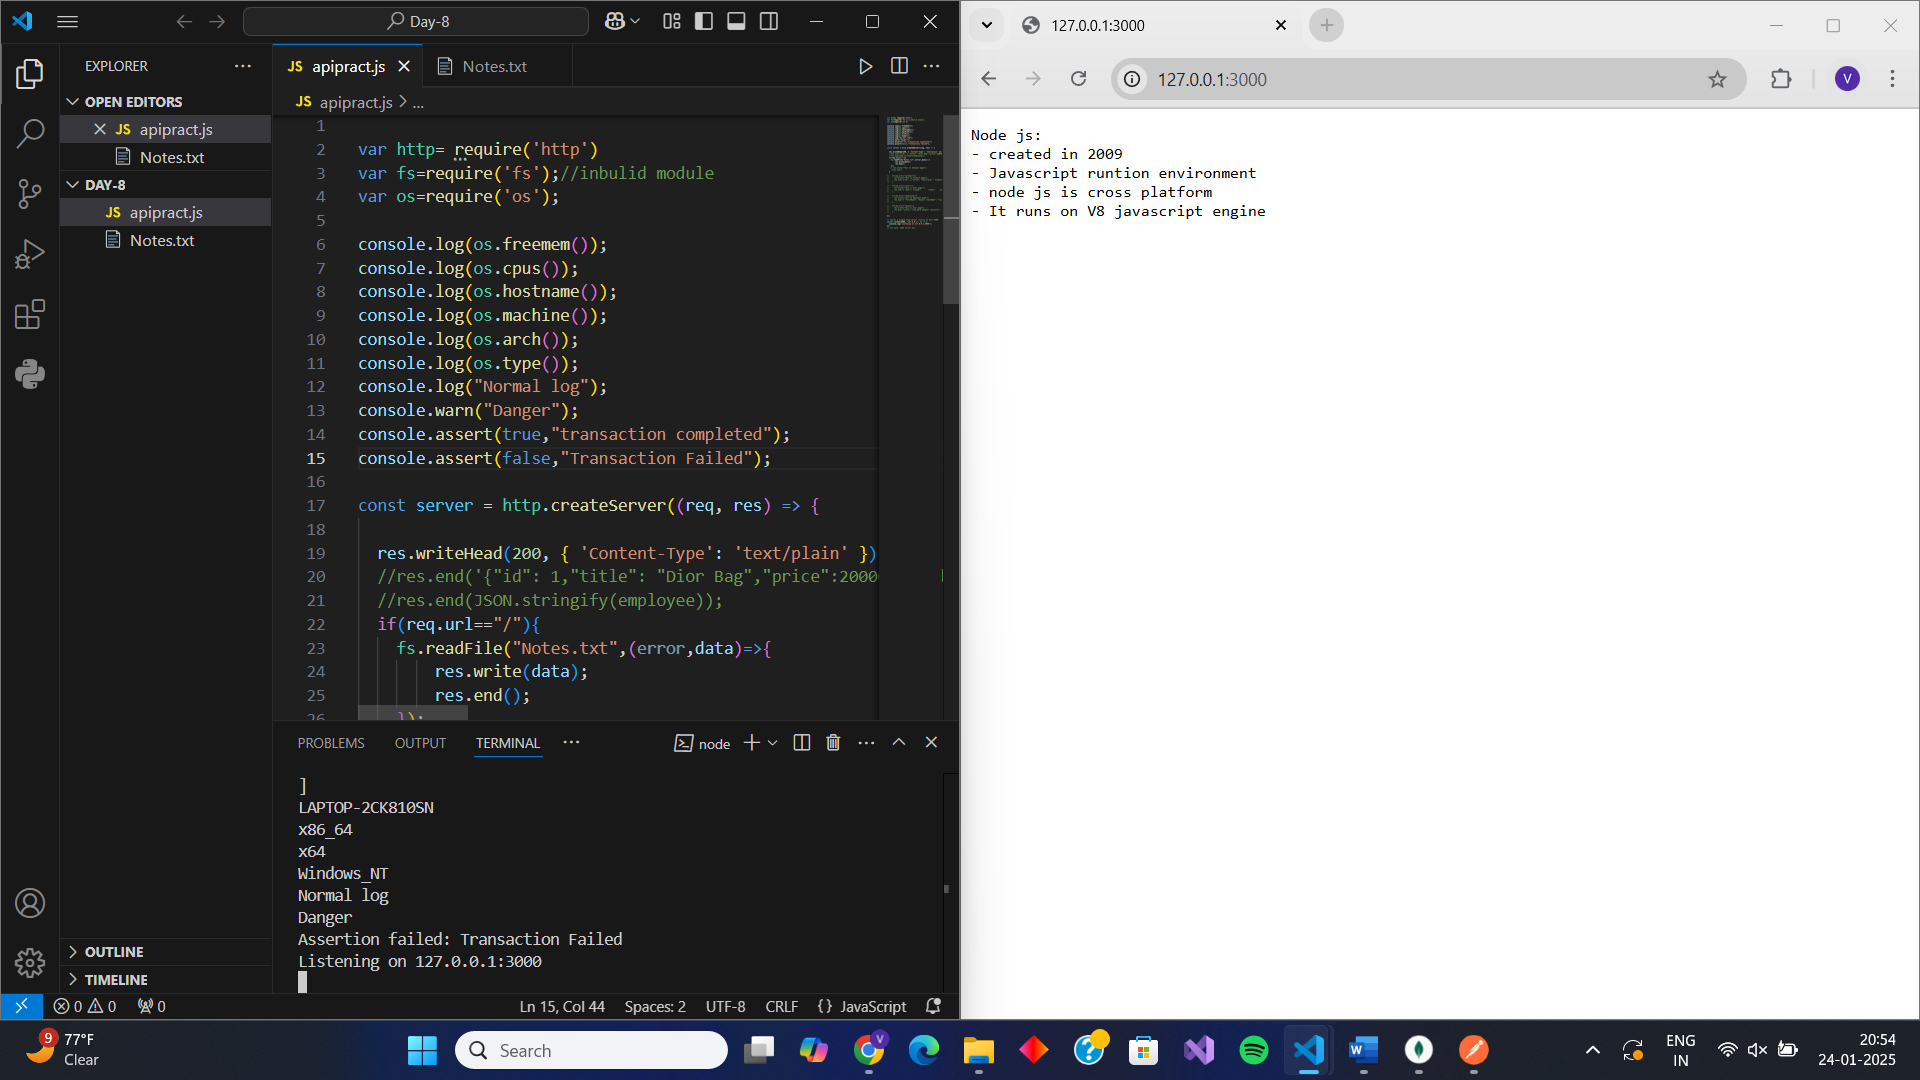 Day-8
EXPLORER
OPEN EDITORS
JS apipract.js
Notes.txt
DAY-8
JS apipract.js
Notes.txt
OUTLINE
TIMELINE
JS apipract.js
Notes.txt
JS apipract.js > ...
1
2 var http= require('http')
3 var fs=require('fs');//inbulid module
4 var os=require('os');
5
6 console.log(os.freemem());
7 console.log(os.cpus());
8 console.log(os.hostname());
9 console.log(os.machine());
10 console.log(os.arch());
11 console.log(os.type());
12 console.log("Normal log");
13 console.warn("Danger");
14 console.assert(true,"transaction completed");
15 console.assert(false,"Transaction Failed");
16
17 const server = http.createServer((req, res) => {
18
19 res.writeHead(200, { 'Content-Type': 'text/plain' })
20 //res.end('{"id": 1,"title": "Dior Bag","price":2000
21 //res.end(JSON.stringify(employee));
22 if(req.url=="/"){
23 fs.readFile("Notes.txt",(error,data)=>{
24 res.write(data);
25 res.end();
26 });
PROBLEMS OUTPUT TERMINAL ... node
]
LAPTOP-2CK810SN
x86_64
x64
Windows_NT
Normal log
Danger
Assertion failed: Transaction Failed
Listening on 127.0.0.1:3000
0 0 0 Ln 15, Col 44 Spaces: 2 UTF-8 CRLF {} JavaScript
127.0.0.1:3000
127.0.0.1:3000
V
Node js:
- created in 2009
- Javascript runtion environment
- node js is cross platform
- It runs on V8 javascript engine
9
77°F
Clear
Search
V
ENG
IN
20:54
24-01-2025